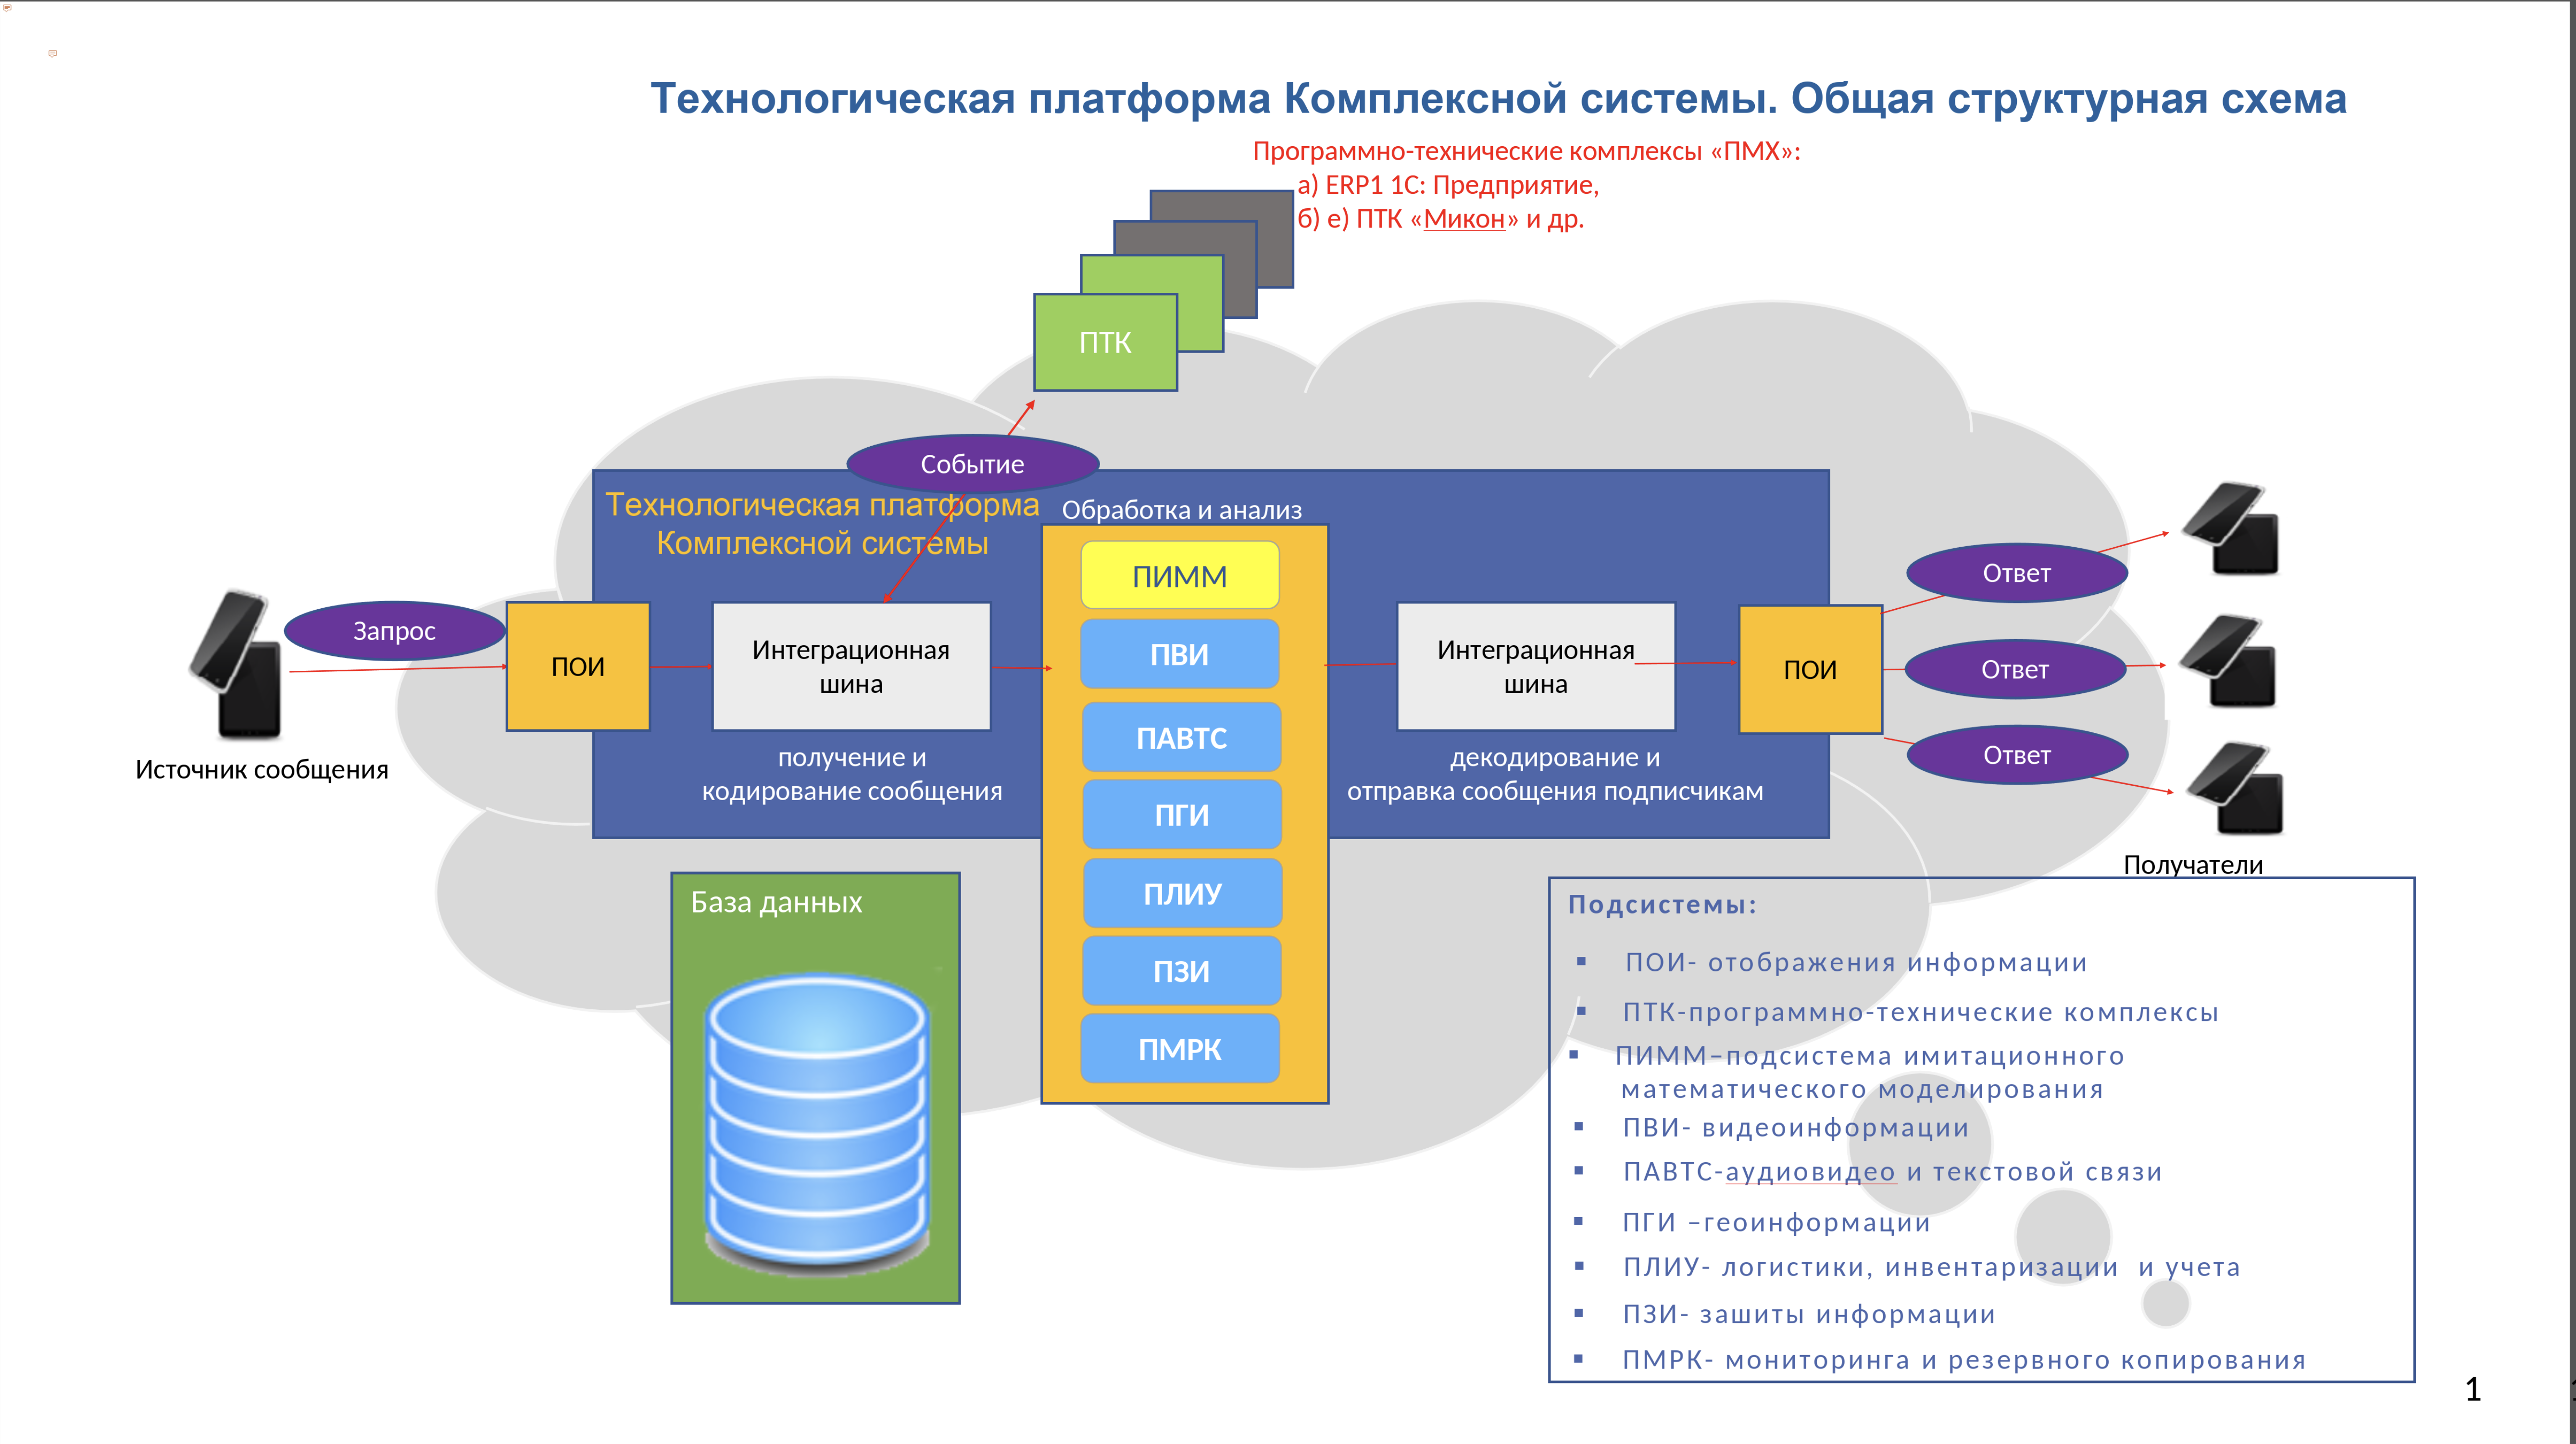 Технологическая платформа Комплексной системы. Общая структурная схема
Программно-технические комплексы «ПМХ»:
а) ERP1 1С: Предприятие,
б) е) ПТК «Микон» и др.
ПТК
Событие
Технологическая платформа
Комплексной системы
Обработка и анализ
ПИММ
ПВИ
ПАВТС
ПГИ
ПЛИУ
ПЗИ
ПМРК
Запрос
Источник сообщения
ПОИ
Интеграционная
шина
получение и
кодирование сообщения
Интеграционная
шина
декодирование и
отправка сообщения подписчикам
ПОИ
Ответ
Ответ
Ответ
Получатели
База данных
Подсистемы:
▪ ПОИ- отображения информации
▪ ПТК-программно-технические комплексы
▪ ПИММ–подсистема имитационного
математического моделирования
▪ ПВИ- видеоинформации
▪ ПАВТС-аудиовидео и текстовой связи
▪ ПГИ –геоинформации
▪ ПЛИУ- логистики, инвентаризации и учета
▪ ПЗИ- зашиты информации
▪ ПМРК- мониторинга и резервного копирования
1